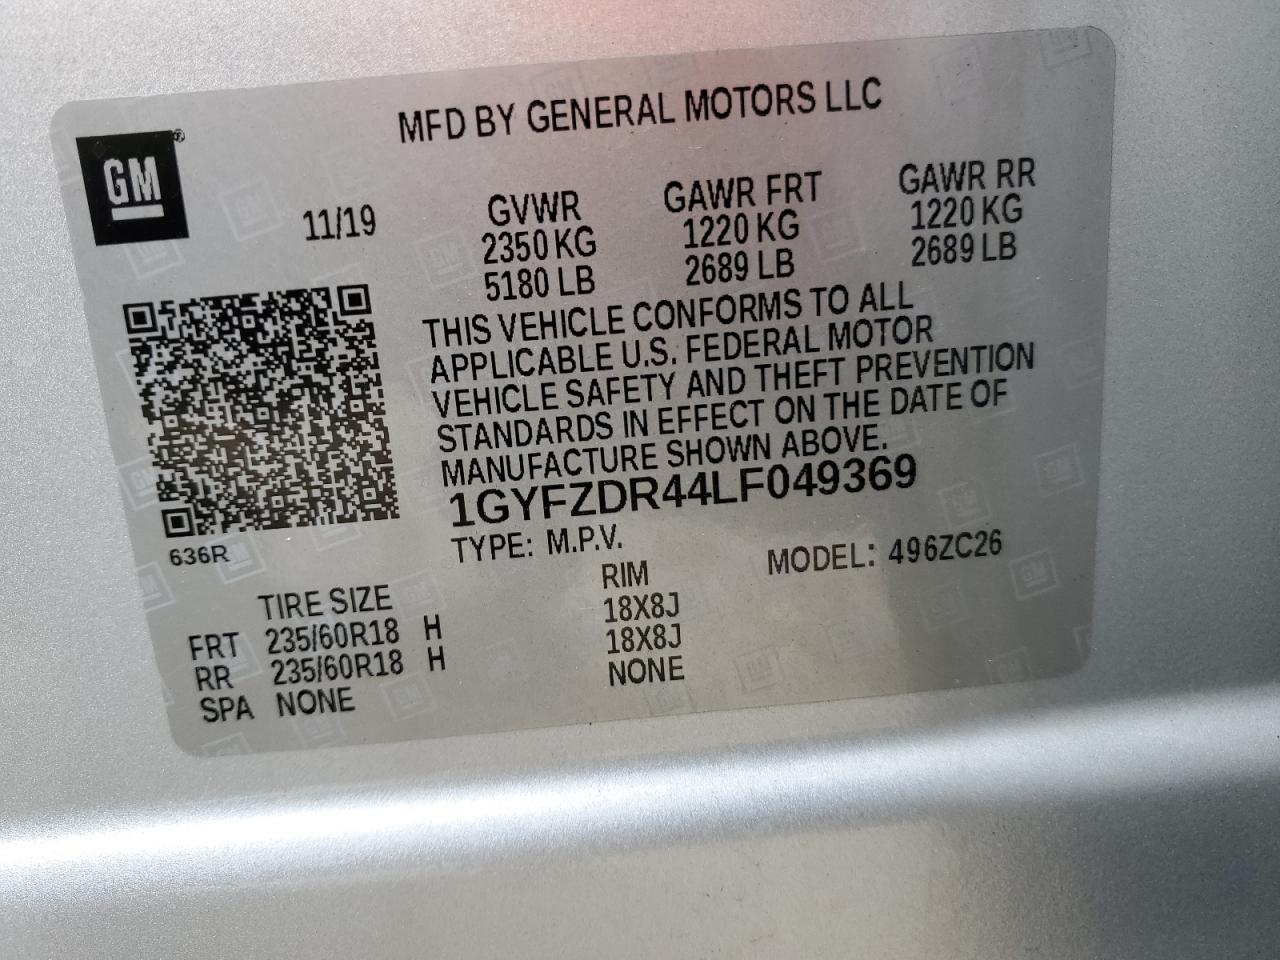 MFD BY GENERAL MOTORS LLC
GM®
11/19
GVWR
2350 KG
5180 LB
GAWR FRT
1220 KG
2689 LB
GAWR RR
1220 KG
2689 LB
THIS VEHICLE CONFORMS TO ALL
APPLICABLE U.S. FEDERAL MOTOR
VEHICLE SAFETY AND THEFT PREVENTION
STANDARDS IN EFFECT ON THE DATE OF
MANUFACTURE SHOWN ABOVE.
1GYFZDR44LF049369
636R
TYPE: M.P.V.
MODEL: 496ZC26
TIRE SIZE RIM
FRT 235/60R18 H 18X8J
RR 235/60R18 H 18X8J
SPA NONE NONE